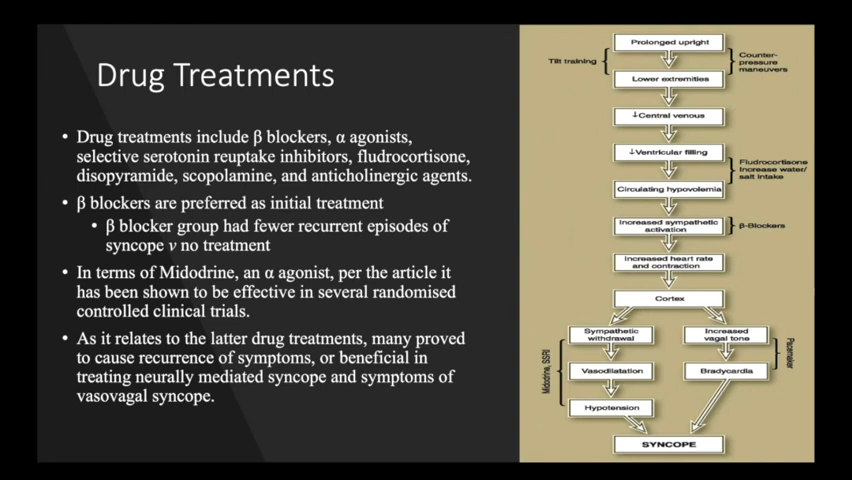 Drug Treatments
• Drug treatments include β blockers, α agonists,
selective serotonin reuptake inhibitors, fludrocortisone,
disopyramide, scopolamine, and anticholinergic agents.
• β blockers are preferred as initial treatment
• β blocker group had fewer recurrent episodes of
syncope v no treatment
• In terms of Midodrine, an α agonist, per the article it
has been shown to be effective in several randomised
controlled clinical trials.
• As it relates to the latter drug treatments, many proved
to cause recurrence of symptoms, or beneficial in
treating neurally mediated syncope and symptoms of
vasovagal syncope.
Prolonged upright
Tilt training
Counter-
pressure
maneuvers
Lower extremities
↓Central venous
↓Ventricular filling
Fludrocortisone
Increase water/
salt intake
Circulating hypovolemia
Increased sympathetic
activation
β-Blockers
Increased heart rate
and contraction
Cortex
Sympathetic
withdrawal
Increased
vagal tone
Midodrine, SSRI
Vasodilatation
Bradycardia
Pacemaker
Hypotension
SYNCOPE